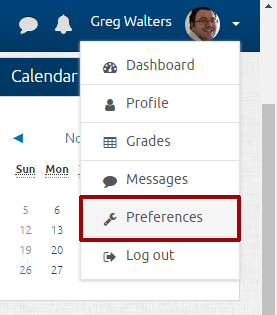 Greg Walters
Calendar
Dashboard
Profile
Grades
Messages
Preferences
Log out
◄ No
Sun Mon
5 6
12 13
19 20
26 27